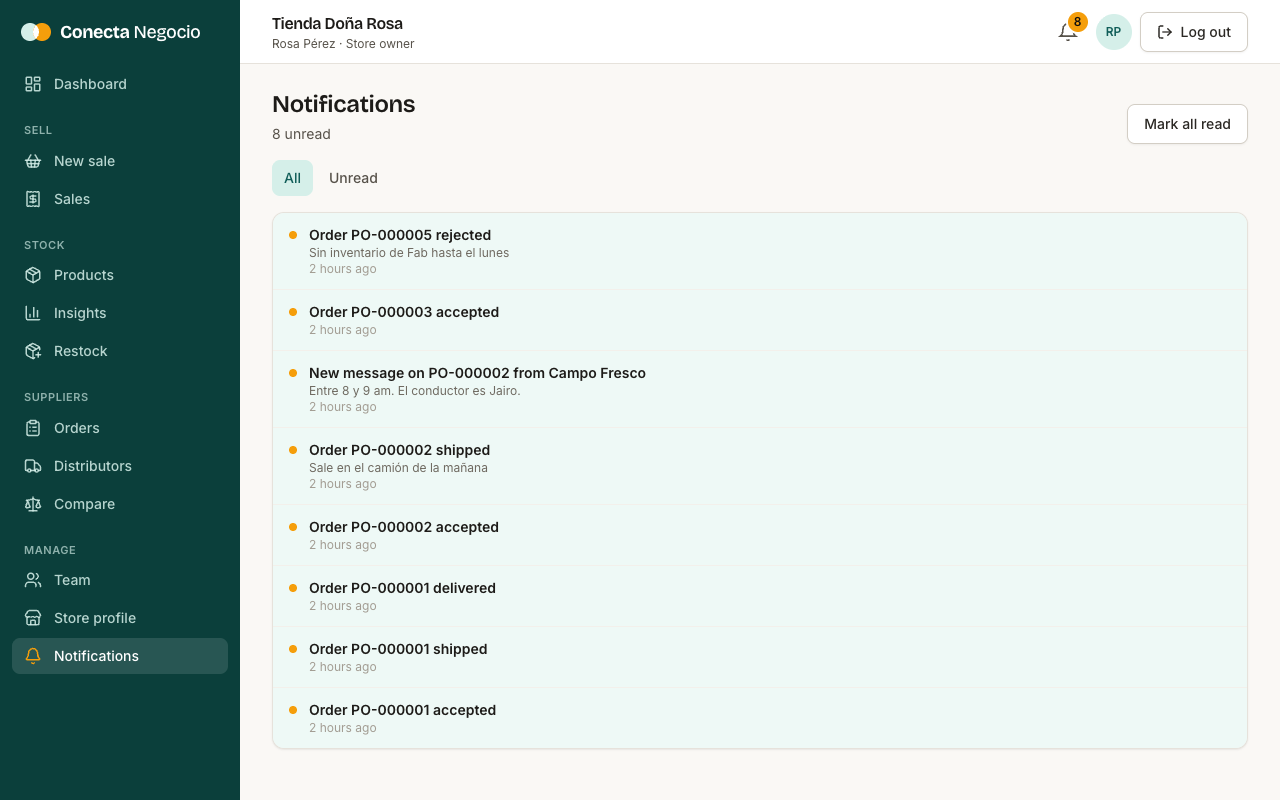 Conecta Negocio
Dashboard
SELL
New sale
Sales
STOCK
Products
Insights
Restock
SUPPLIERS
Orders
Distributors
Compare
MANAGE
Team
Store profile
Notifications
Tienda Doña Rosa
Rosa Pérez · Store owner
8
RP
Log out
Notifications
8 unread
Mark all read
All
Unread
Order PO-000005 rejected
Sin inventario de Fab hasta el lunes
2 hours ago
Order PO-000003 accepted
2 hours ago
New message on PO-000002 from Campo Fresco
Entre 8 y 9 am. El conductor es Jairo.
2 hours ago
Order PO-000002 shipped
Sale en el camión de la mañana
2 hours ago
Order PO-000002 accepted
2 hours ago
Order PO-000001 delivered
2 hours ago
Order PO-000001 shipped
2 hours ago
Order PO-000001 accepted
2 hours ago